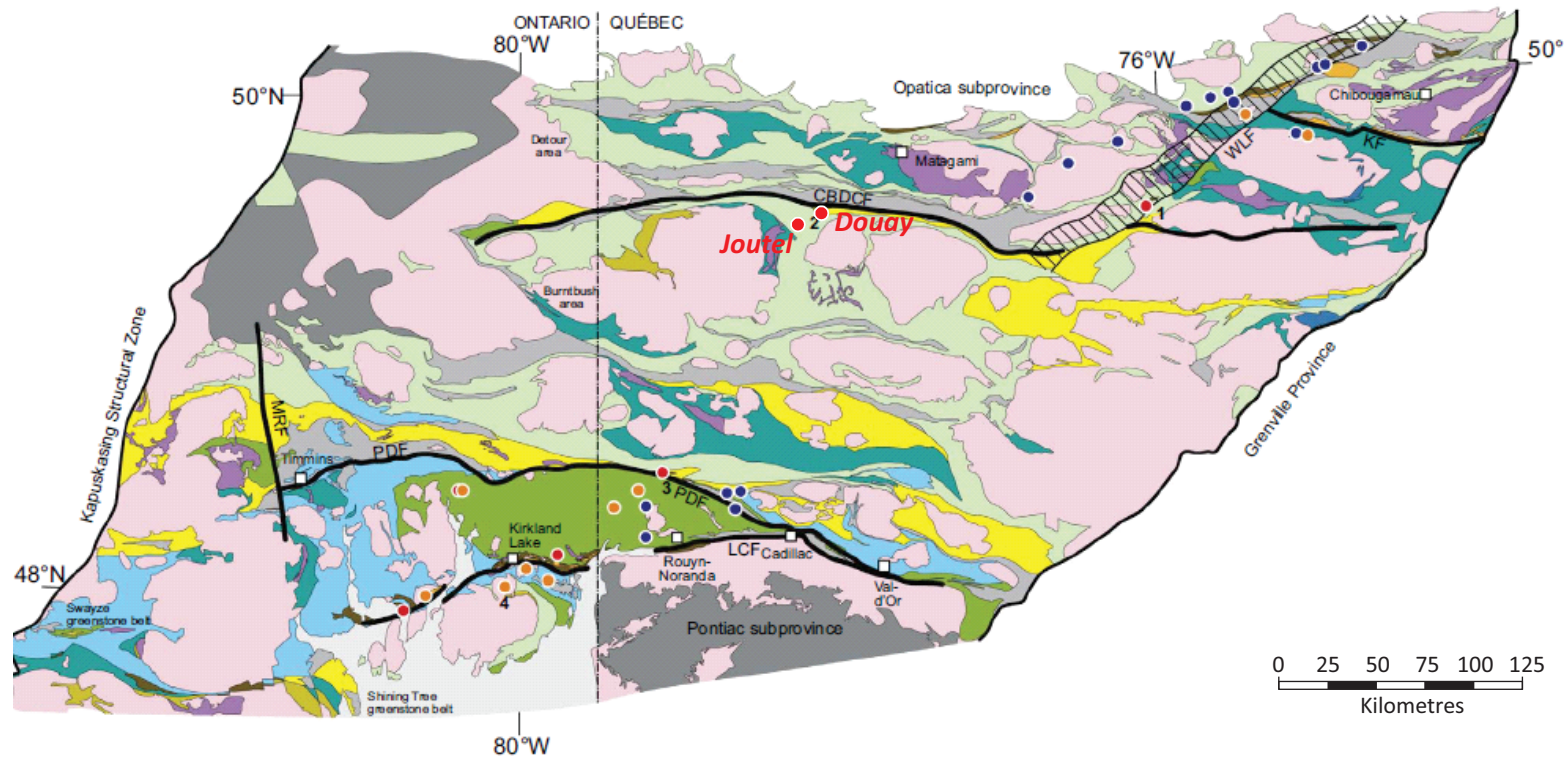 ONTARIO QUÉBEC
80°W
50°
76°W
50°N
Opatica subprovince
Chibougamau
Detour
area
Matagami
WLF
KF
CBDCF
1
2
Douay
Joutel
Burntbush
area
Kapuskasing Structural Zone
Grenville Province
MRF
PDF
Timmins
3
PDF
Kirkland
Lake
LCF
Cadillac
Rouyn-
Noranda
48°N
Val-
d'Or
4
Swayze
greenstone belt
Pontiac subprovince
0 25 50 75 100 125
Kilometres
Shining Tree
greenstone belt
80°W